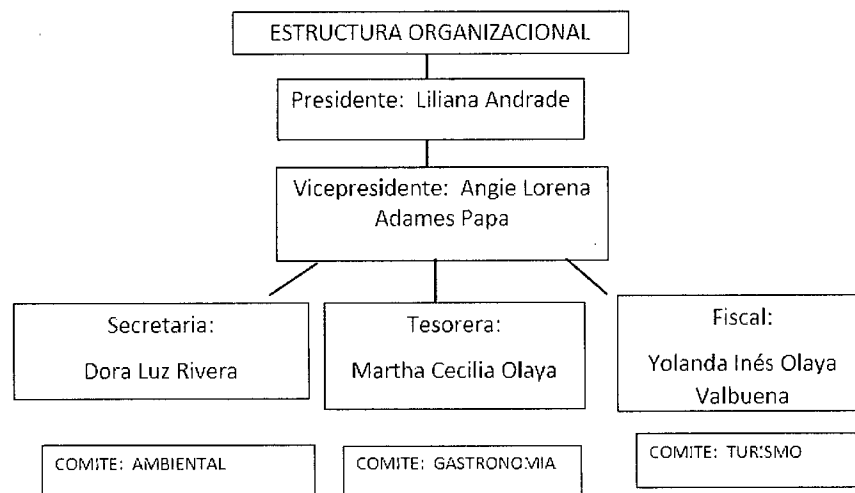 ESTRUCTURA ORGANIZACIONAL
Presidente: Liliana Andrade
Vicepresidente: Angie Lorena
Adames Papa
Secretaria:
Dora Luz Rivera
Tesorera:
Martha Cecilia Olaya
Fiscal:
Yolanda Inés Olaya
Valbuena
COMITE: AMBIENTAL
COMITE: GASTRONOMIA
COMITE: TURISMO